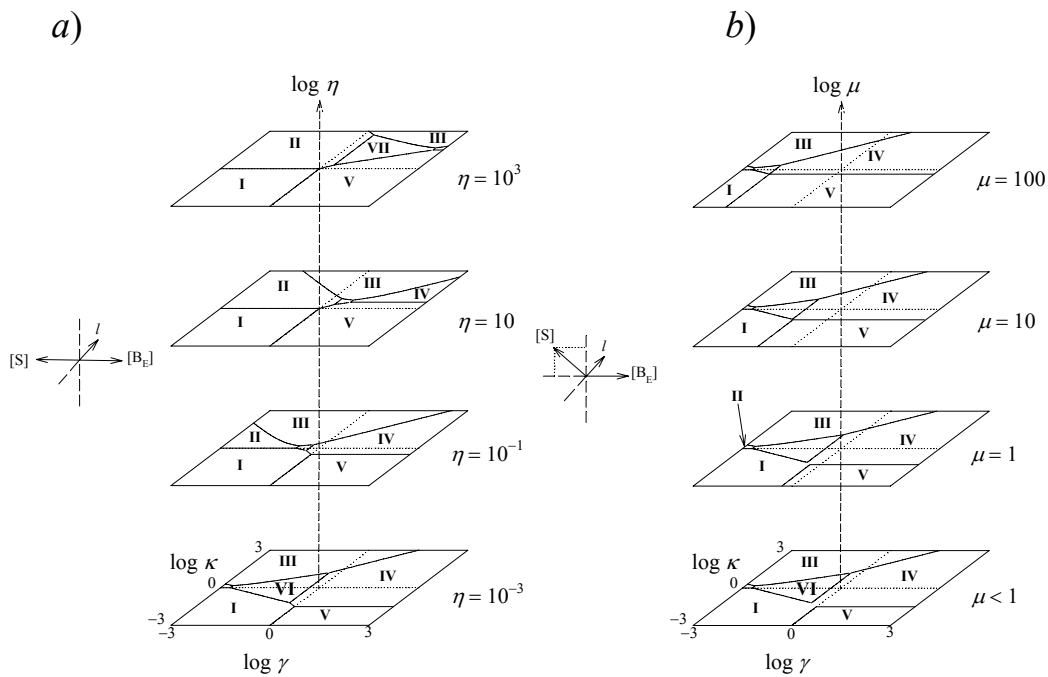 a)
b)
log η
log μ
II
III
VII
I
V
η = 10³
III
IV
I
V
μ = 100
II
III
IV
I
V
η = 10
III
IV
I
V
μ = 10
[S]
l
[B_E]
[S]
l
[B_E]
II
III
IV
I
V
η = 10⁻¹
II
III
IV
I
V
μ = 1
log κ
3
0
−3
III
VI
IV
I
V
η = 10⁻³
−3
0
3
log γ
log κ
3
0
−3
III
VI
IV
I
V
μ < 1
−3
0
3
log γ